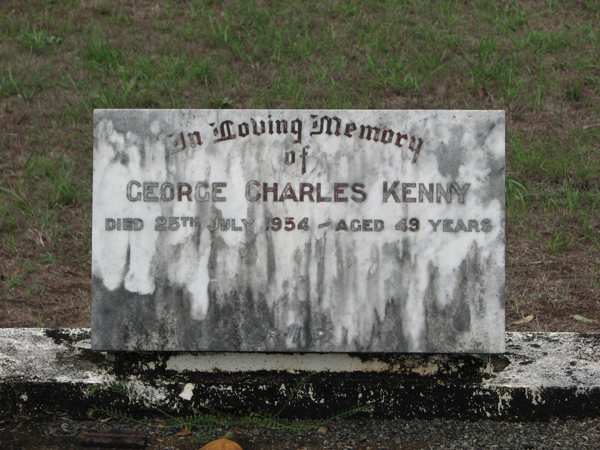 In Loving Memory
of
GEORGE CHARLES KENNY
DIED 25TH JULY 1954 - AGED 49 YEARS